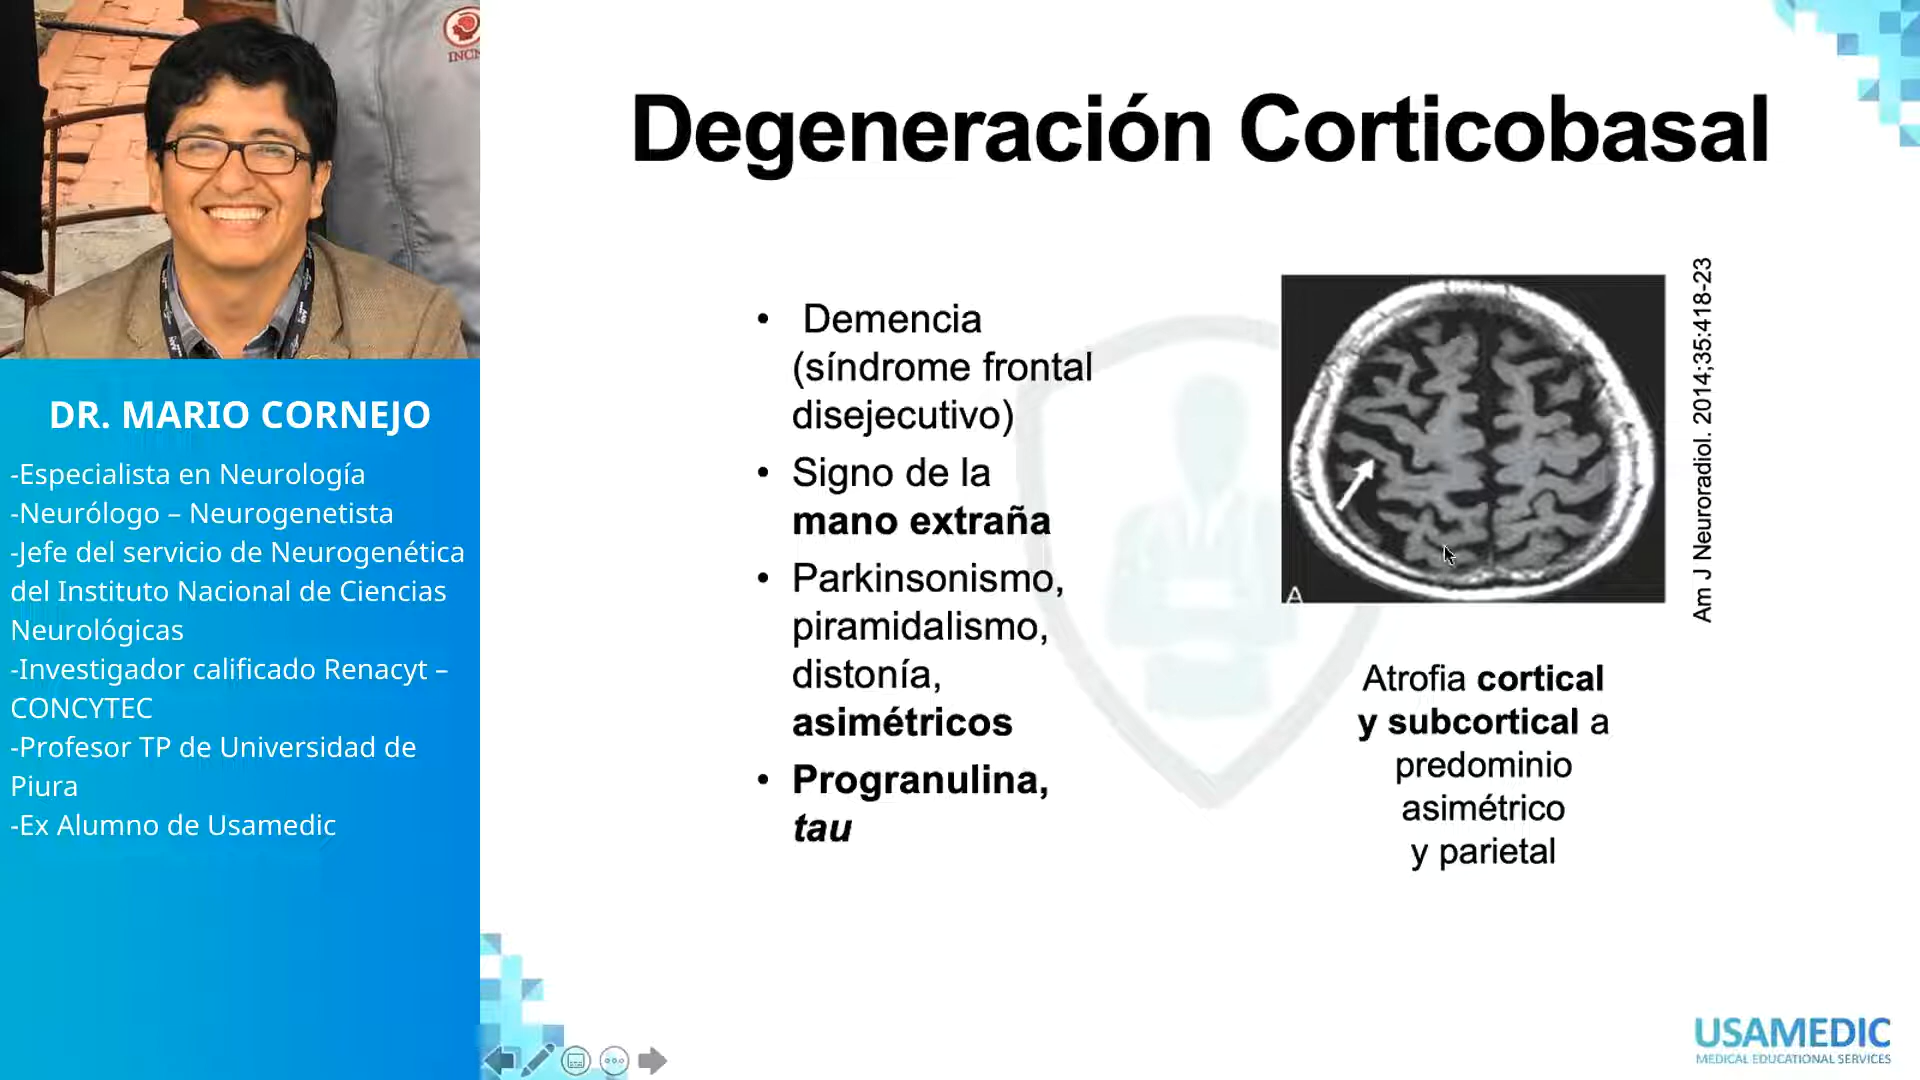 INCN
DR. MARIO CORNEJO
-Especialista en Neurología
-Neurólogo – Neurogenetista
-Jefe del servicio de Neurogenética
del Instituto Nacional de Ciencias
Neurológicas
-Investigador calificado Renacyt –
CONCYTEC
-Profesor TP de Universidad de
Piura
-Ex Alumno de Usamedic
Degeneración Corticobasal
• Demencia
(síndrome frontal
disejecutivo)
• Signo de la
mano extraña
• Parkinsonismo,
piramidalismo,
distonía,
asimétricos
• Progranulina,
tau
A
Am J Neuroradiol. 2014;35:418-23
Atrofia cortical
y subcortical a
predominio
asimétrico
y parietal
USAMEDIC
MEDICAL EDUCATIONAL SERVICES